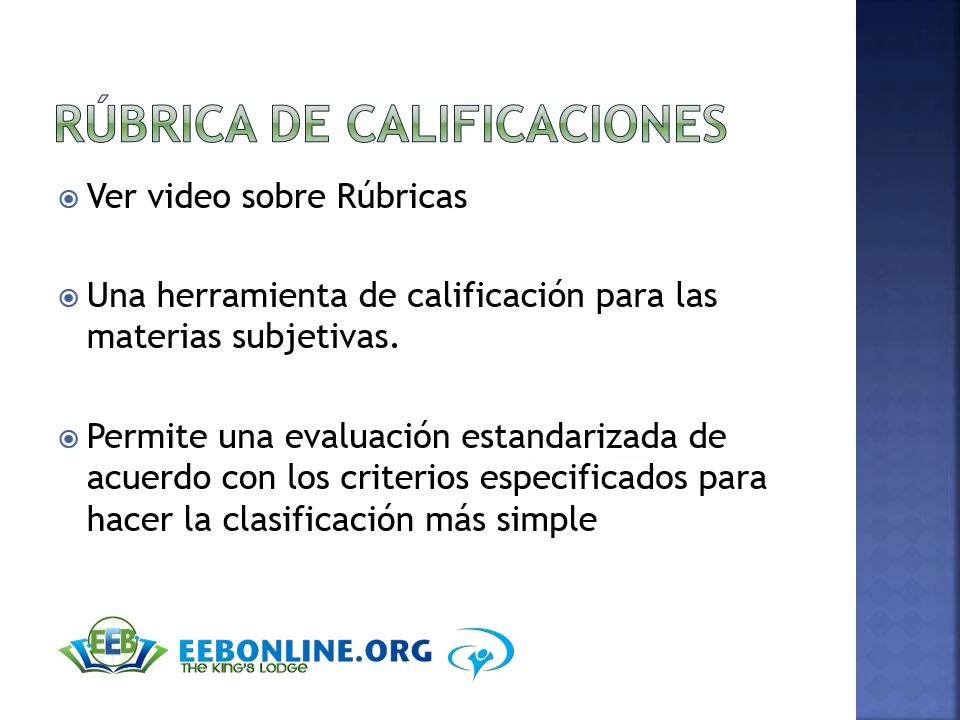 RÚBRICA DE CALIFICACIONES
Ver video sobre Rúbricas
Una herramienta de calificación para las
materias subjetivas.
Permite una evaluación estandarizada de
acuerdo con los criterios especificados para
hacer la clasificación más simple
EEB
EEBONLINE.ORG
THE KING'S LODGE